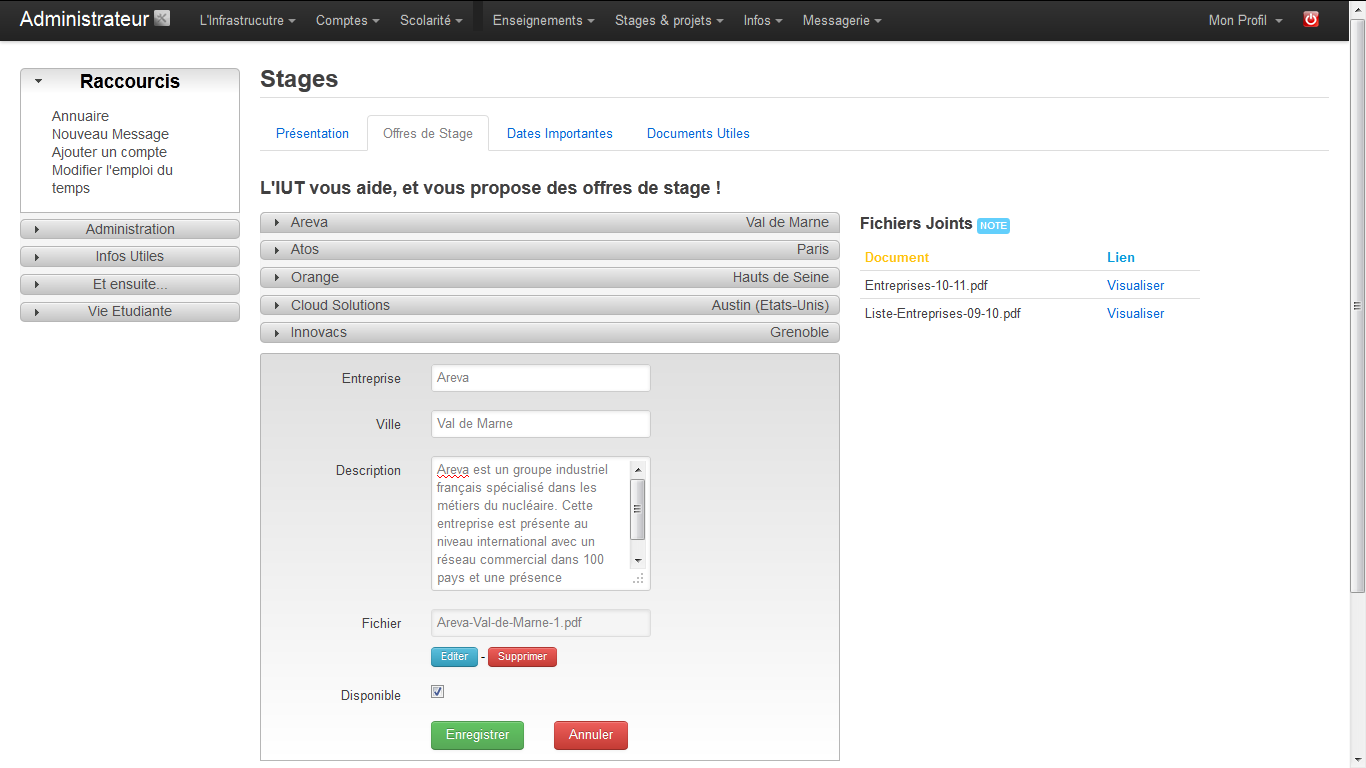 Administrateur L'Infrastrucutre Comptes Scolarité Enseignements Stages & projets Infos Messagerie Mon Profil
Raccourcis
Annuaire
Nouveau Message
Ajouter un compte
Modifier l'emploi du
temps
Administration
Infos Utiles
Et ensuite...
Vie Etudiante
Stages
Présentation Offres de Stage Dates Importantes Documents Utiles
L'IUT vous aide, et vous propose des offres de stage !
Areva Val de Marne
Atos Paris
Orange Hauts de Seine
Cloud Solutions Austin (Etats-Unis)
Innovacs Grenoble
Entreprise Areva
Ville Val de Marne
Description Areva est un groupe industriel
français spécialisé dans les
métiers du nucléaire. Cette
entreprise est présente au
niveau international avec un
réseau commercial dans 100
pays et une présence
Fichier Areva-Val-de-Marne-1.pdf
Editer - Supprimer
Disponible
Enregistrer Annuler
Fichiers Joints NOTE
Document Lien
Entreprises-10-11.pdf Visualiser
Liste-Entreprises-09-10.pdf Visualiser